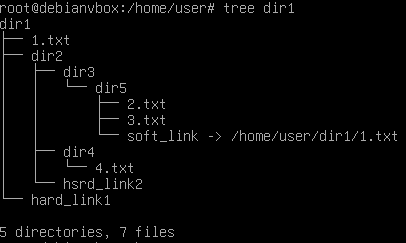 root@debianvbox:/home/user# tree dir1
dir1
├── 1.txt
├── dir2
│   ├── dir3
│   │   └── dir5
│   │       ├── 2.txt
│   │       ├── 3.txt
│   │       └── soft_link -> /home/user/dir1/1.txt
│   ├── dir4
│   │   └── 4.txt
│   └── hsrd_link2
└── hard_link1
5 directories, 7 files